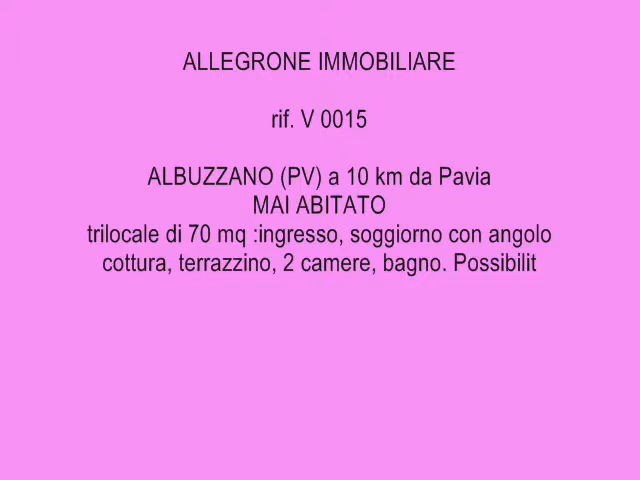 ALLEGRONE IMMOBILIARE
rif. V 0015
ALBUZZANO (PV) a 10 km da Pavia
MAI ABITATO
trilocale di 70 mq :ingresso, soggiorno con angolo
cottura, terrazzino, 2 camere, bagno. Possibilit